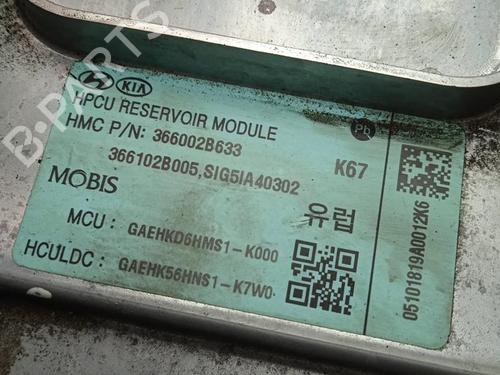 B-PARTS
KIA
HPCU RESERVOIR MODULE
Pb
HMC P/N: 366002B633
366102B005,SIG5IA40302
K67
MOBIS
유럽
MCU: GAEHKD6HMS1-K000
HCULDC: GAEHK56HNS1-K7W0
05101819A0012K6